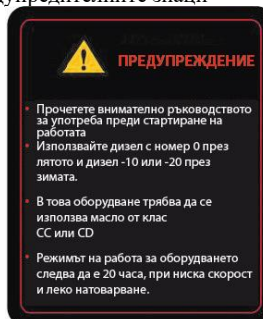 ПРЕДУПРЕЖДЕНИЕ
Прочетете внимателно ръководството
за употреба преди стартиране на
работата
Използвайте дизел с номер 0 през
лятото и дизел -10 или -20 през
зимата.
В това оборудване трябва да се
използва масло от клас
CC или CD
Режимът на работа за оборудването
следва да е 20 часа, при ниска скорост
и леко натоварване.